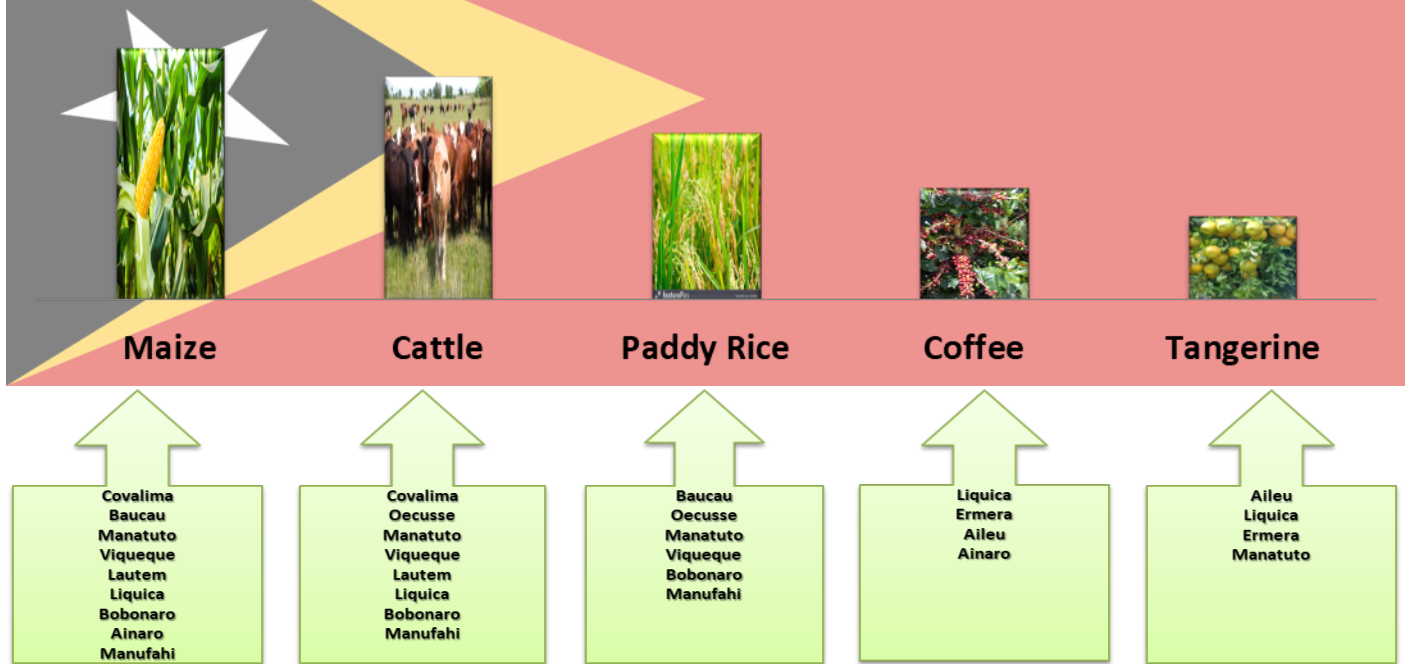 Maize
Cattle
Paddy Rice
Coffee
Tangerine
Covalima
Baucau
Manatuto
Viqueque
Lautem
Liquica
Bobonaro
Ainaro
Manufahi
Covalima
Oecusse
Manatuto
Viqueque
Lautem
Liquica
Bobonaro
Manufahi
Baucau
Oecusse
Manatuto
Viqueque
Bobonaro
Manufahi
Liquica
Ermera
Aileu
Ainaro
Aileu
Liquica
Ermera
Manatuto